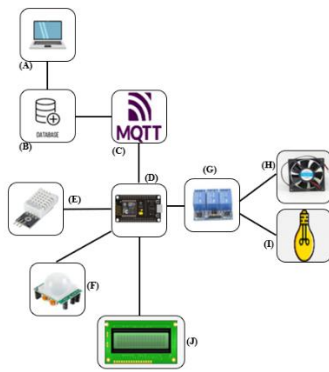 (A)
(B)
DATABASE
MQTT
(C)
(D)
(E)
(F)
(G)
(H)
(I)
(J)